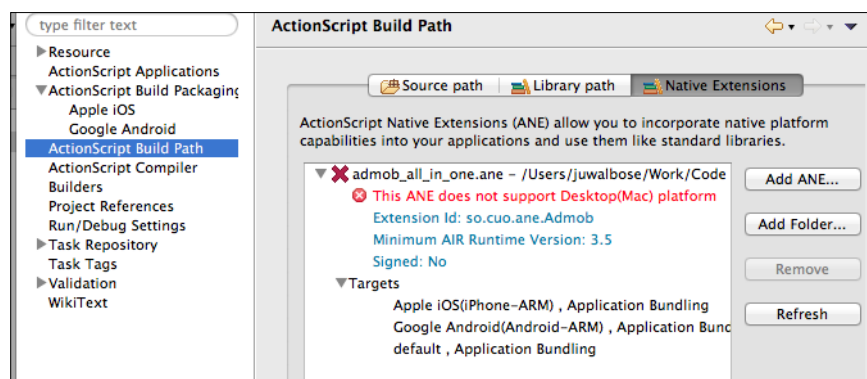 type filter text
Resource
ActionScript Applications
ActionScript Build Packaging
Apple iOS
Google Android
ActionScript Build Path
ActionScript Compiler
Builders
Project References
Run/Debug Settings
Task Repository
Task Tags
Validation
WikiText
ActionScript Build Path
Source path
Library path
Native Extensions
ActionScript Native Extensions (ANE) allow you to incorporate native platform
capabilities into your applications and use them like standard libraries.
admob_all_in_one.ane – /Users/juwalbose/Work/Code
This ANE does not support Desktop(Mac) platform
Extension Id: so.cuo.ane.Admob
Minimum AIR Runtime Version: 3.5
Signed: No
Targets
Apple iOS(iPhone-ARM) , Application Bundling
Google Android(Android-ARM) , Application Bund
default , Application Bundling
Add ANE...
Add Folder...
Remove
Refresh